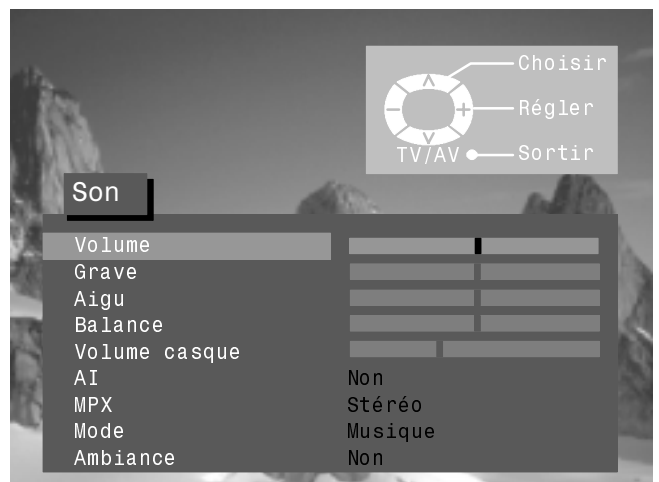 Choisir
Régler
TV/AV Sortir
Son
Volume
Grave
Aigu
Balance
Volume casque
AI Non
MPX Stéréo
Mode Musique
Ambiance Non